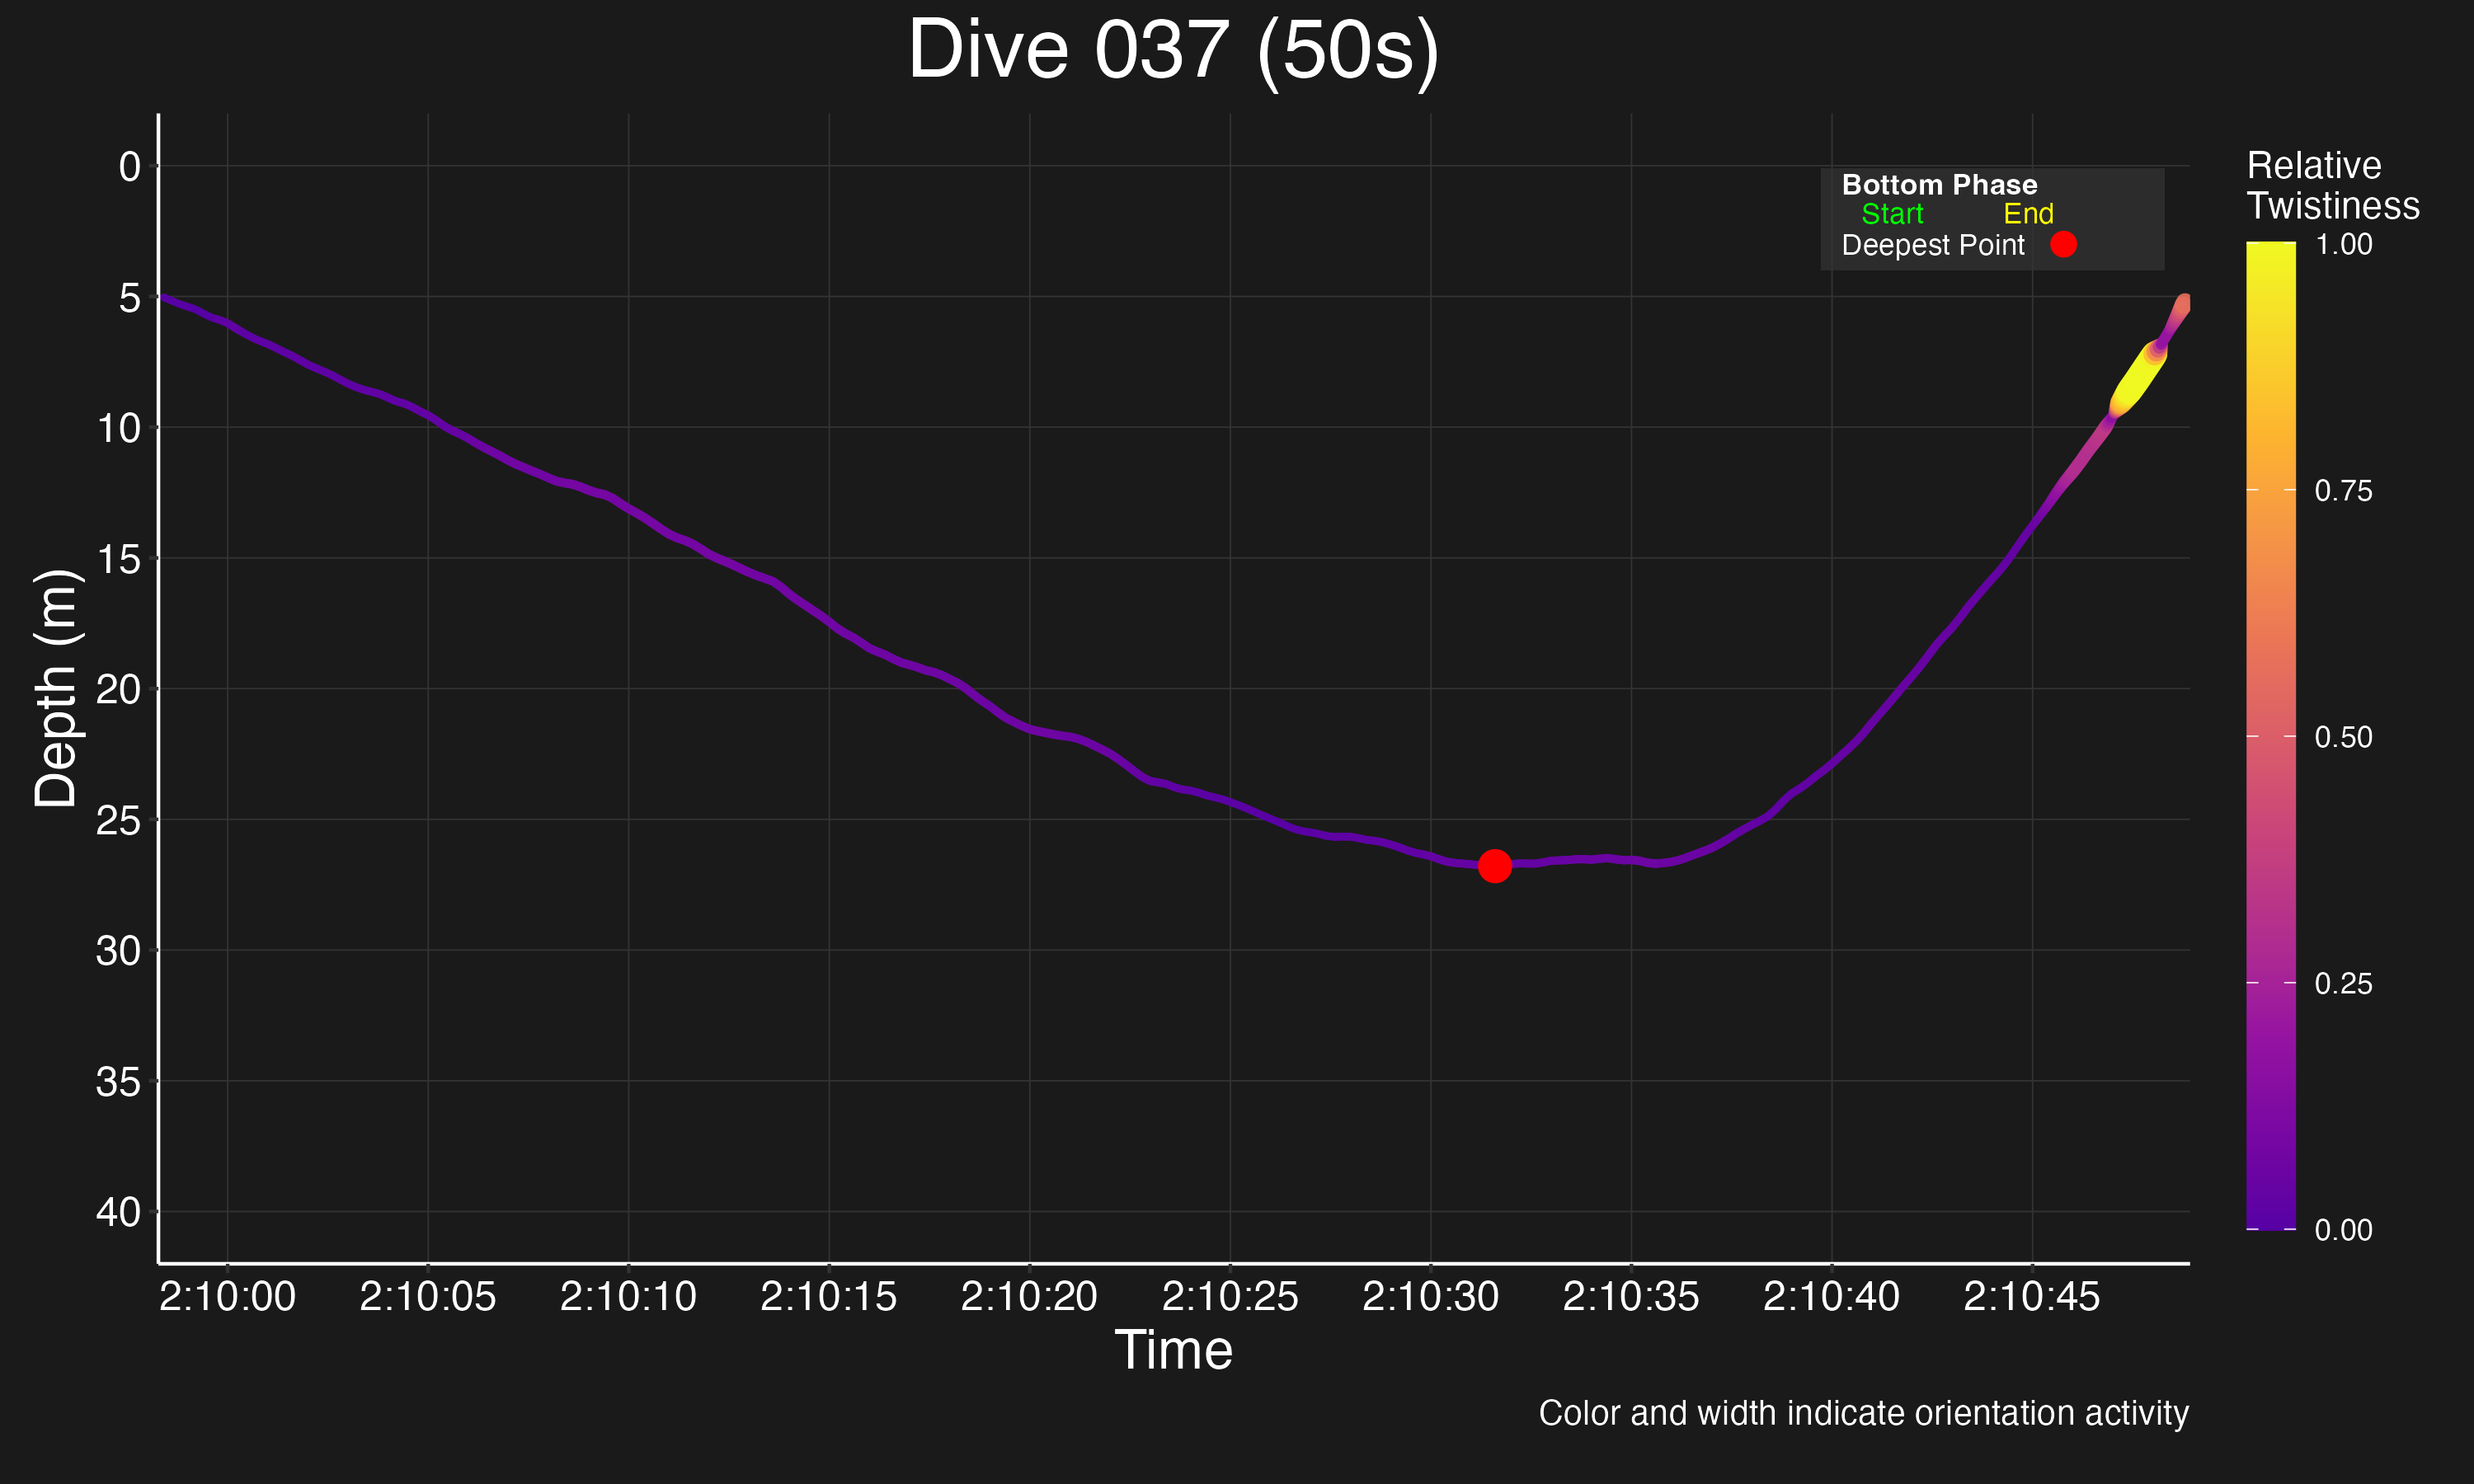 Dive 037 (50s)
Depth (m)
0
5
10
15
20
25
30
35
40
Bottom Phase
Start End
Deepest Point
Relative
Twistiness
1.00
0.75
0.50
0.25
0.00
2:10:00 2:10:05 2:10:10 2:10:15 2:10:20 2:10:25 2:10:30 2:10:35 2:10:40 2:10:45
Time
Color and width indicate orientation activity